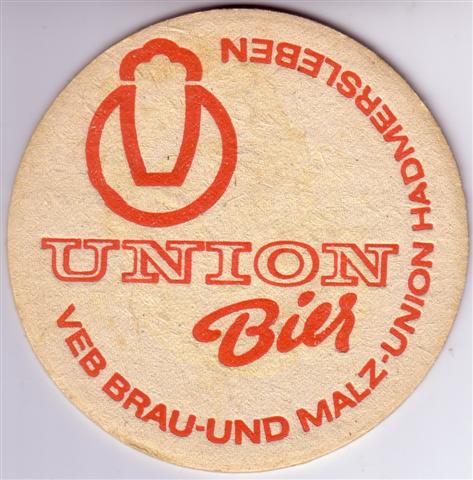 UNION
Bier
VEB BRAU-UND MALZ-UNION HADMERSLEBEN